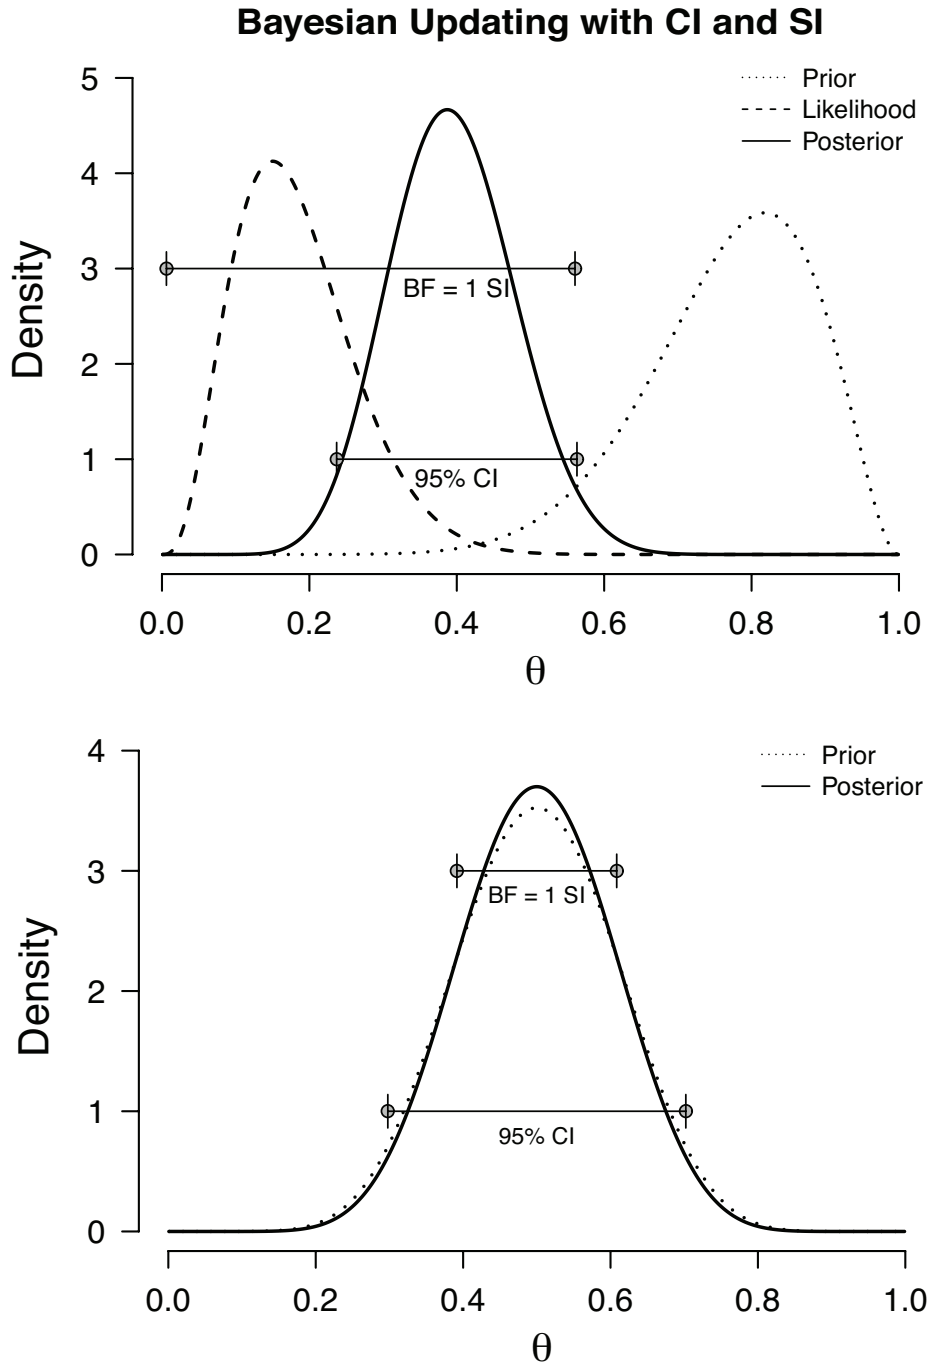 Bayesian Updating with CI and SI
5
4
3
2
1
0
Density
Prior
Likelihood
Posterior
BF = 1 SI
95% CI
0.0 0.2 0.4 0.6 0.8 1.0
θ
4
3
2
1
0
Density
Prior
Posterior
BF = 1 SI
95% CI
0.0 0.2 0.4 0.6 0.8 1.0
θ